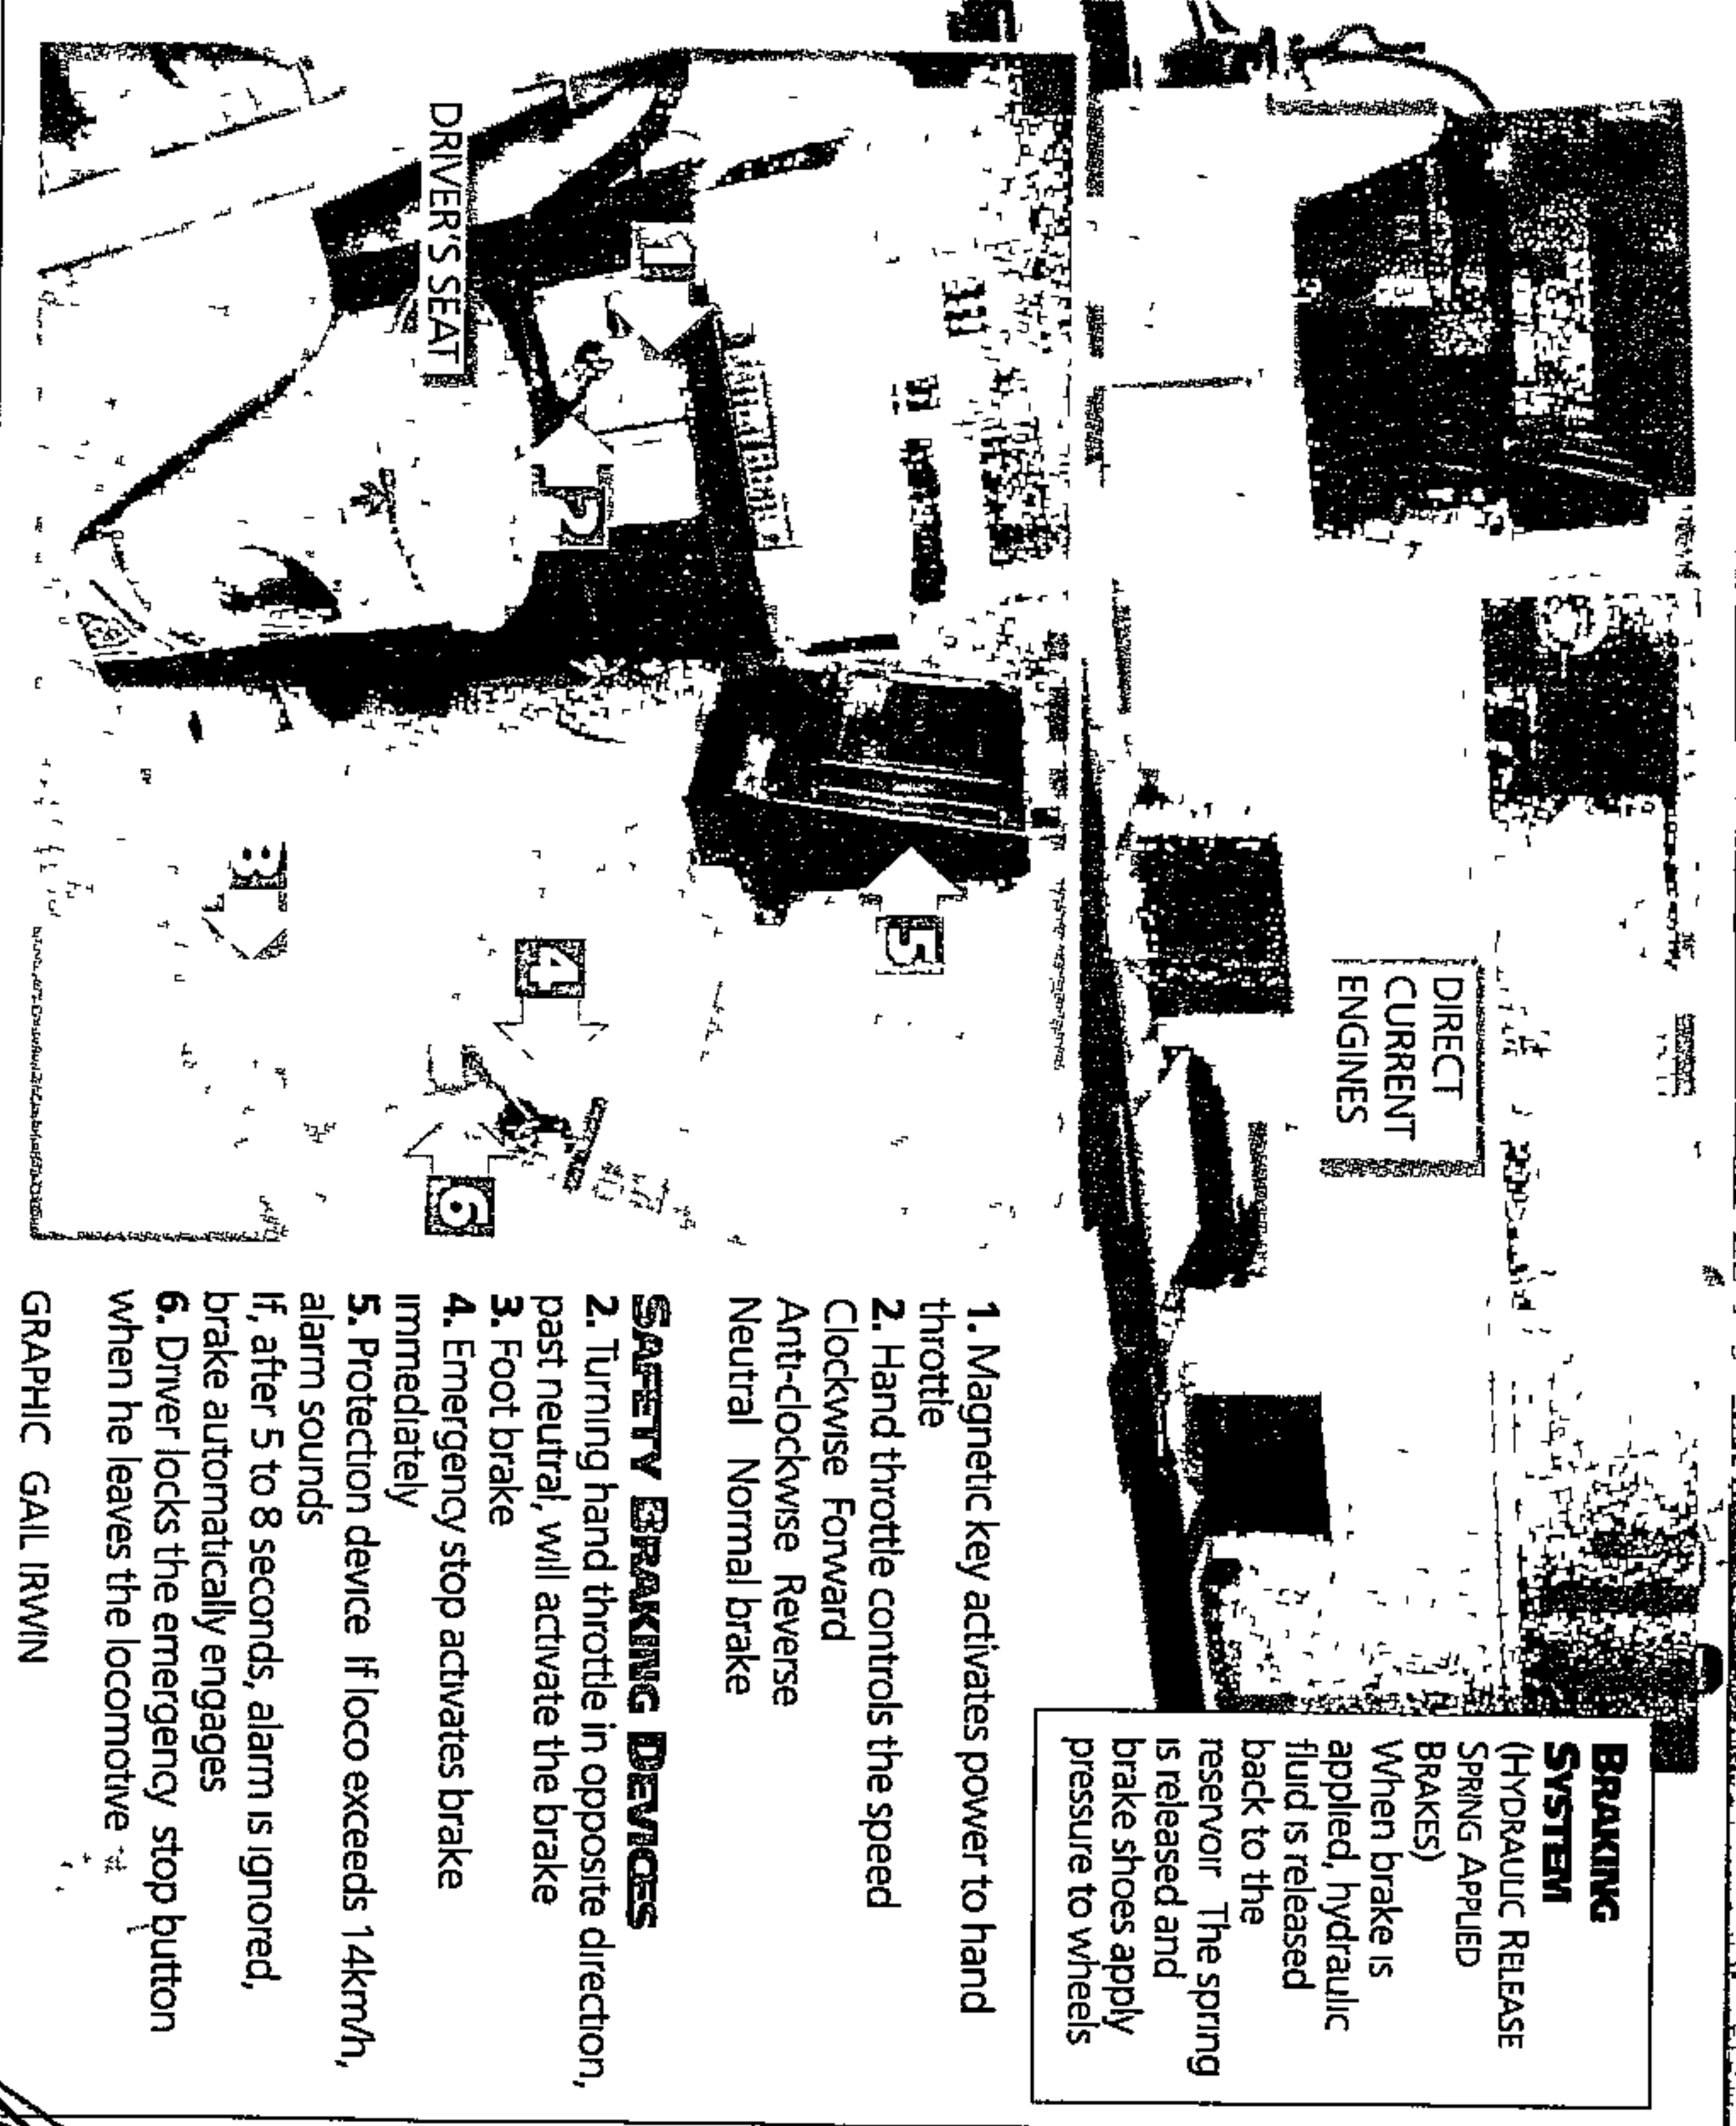 DIRECT
CURRENT
ENGINES
BRAKING
SYSTEM
(HYDRAULIC RELEASE
SPRING APPLIED
BRAKES)
When brake is
applied, hydraulic
fluid is released
back to the
reservoir The spring
is released and
brake shoes apply
pressure to wheels
DRIVER'S SEAT
1
2
3
4
5
6
1. Magnetic key activates power to hand
throttle
2. Hand throttle controls the speed
Clockwise Forward
Anti-clockwise Reverse
Neutral Normal brake
SAFETY BRAKING DEVICES
2. Turning hand throttle in opposite direction,
past neutral, will activate the brake
3. Foot brake
4. Emergency stop activates brake
immediately
5. Protection device If loco exceeds 14km/h,
alarm sounds
If, after 5 to 8 seconds, alarm is ignored,
brake automatically engages
6. Driver locks the emergency stop button
when he leaves the locomotive
GRAPHIC GAIL IRWIN